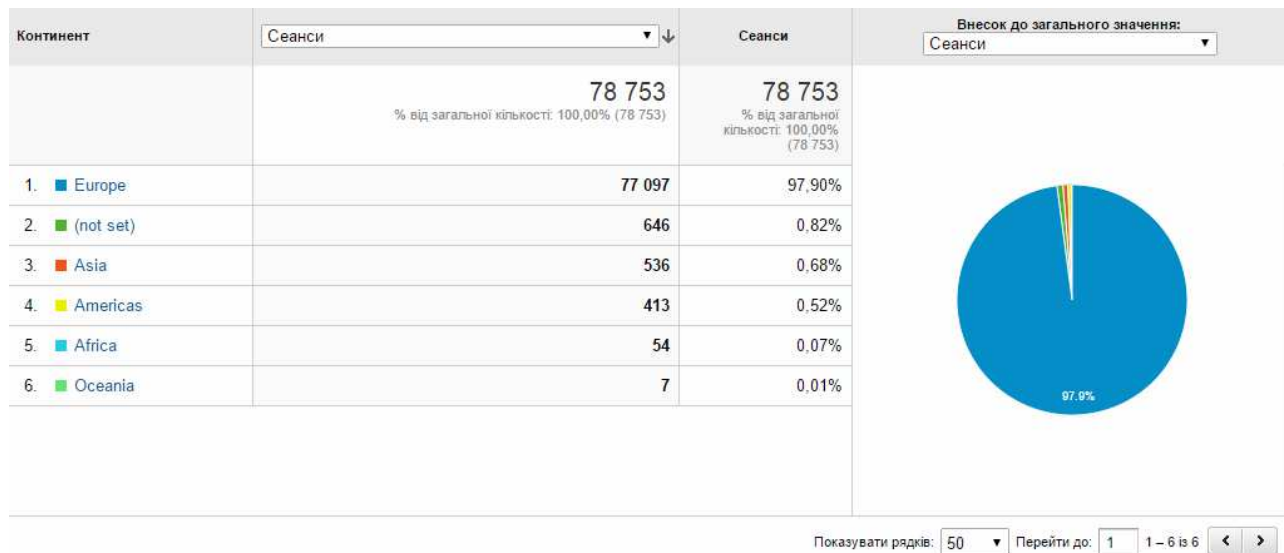 Континент Сеанси Сеанси Внесок до загального значення:
Сеанси
78 753 78 753
% від загальної кількості: 100,00% (78 753) % від загальної
кількості: 100,00%
(78 753)
1. Europe 77 097 97,90%
2. (not set) 646 0,82%
3. Asia 536 0,68%
4. Americas 413 0,52%
5. Africa 54 0,07%
6. Oceania 7 0,01%
97.9%
Показувати рядків: 50 Перейти до: 1 1 – 6 із 6